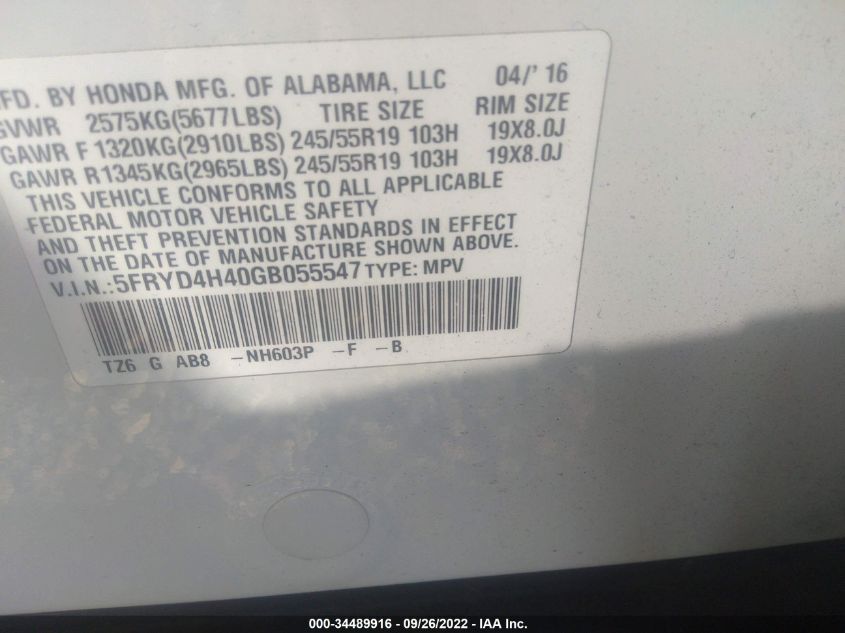 MFD. BY HONDA MFG. OF ALABAMA, LLC 04/'16
GVWR 2575KG(5677LBS) TIRE SIZE RIM SIZE
GAWR F1320KG(2910LBS) 245/55R19 103H 19X8.0J
GAWR R1345KG(2965LBS) 245/55R19 103H 19X8.0J
THIS VEHICLE CONFORMS TO ALL APPLICABLE
FEDERAL MOTOR VEHICLE SAFETY
AND THEFT PREVENTION STANDARDS IN EFFECT
ON THE DATE OF MANUFACTURE SHOWN ABOVE.
V.I.N.:5FRYD4H40GB055547 TYPE: MPV
TZ6 G AB8 -NH603P -F -B
000-34489916 - 09/26/2022 - IAA Inc.